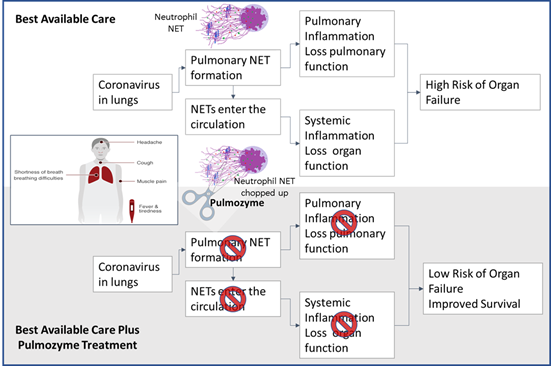 Best Available Care
Neutrophil
NET
Pulmonary
Inflammation
Loss pulmonary
function
Pulmonary NET
formation
Coronavirus
in lungs
High Risk of Organ
Failure
NETs enter the
circulation
Systemic
Inflammation
Loss organ
function
Headache
Cough
Shortness of breath
breathing difficulties
Muscle pain
Fever &
tiredness
Neutrophil NET
chopped up
Pulmozyme
Pulmonary
Inflammation
Loss pulmonary
function
Pulmonary NET
formation
Coronavirus
in lungs
Low Risk of Organ
Failure
Improved Survival
NETs enter the
circulation
Systemic
Inflammation
Loss organ
function
Best Available Care Plus
Pulmozyme Treatment